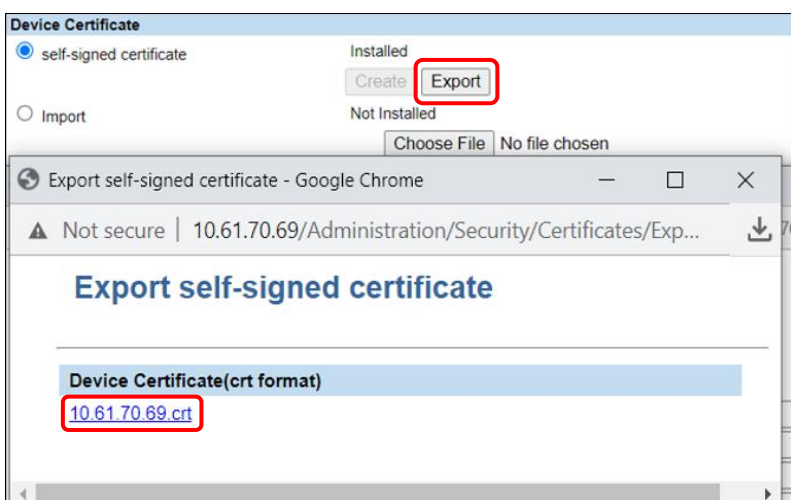 Device Certificate
self-signed certificate Installed
Create Export
Import Not Installed
Choose File No file chosen
Export self-signed certificate - Google Chrome
Not secure | 10.61.70.69/Administration/Security/Certificates/Exp...
Export self-signed certificate
Device Certificate(crt format)
10.61.70.69.crt